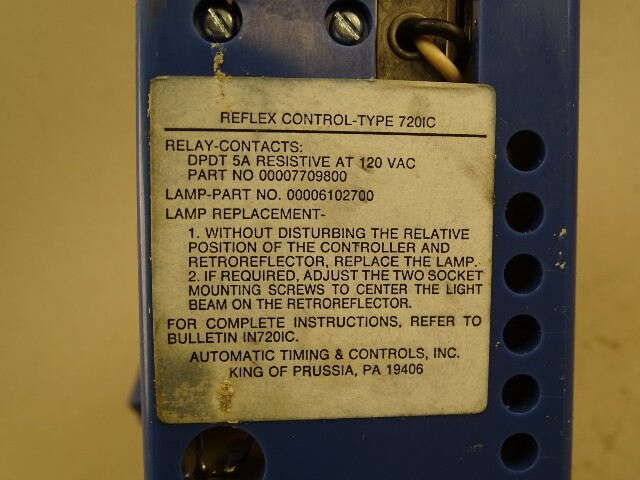 REFLEX CONTROL-TYPE 720IC
RELAY-CONTACTS:
DPDT 5A RESISTIVE AT 120 VAC
PART NO 00007709800
LAMP-PART NO. 00006102700
LAMP REPLACEMENT-
1. WITHOUT DISTURBING THE RELATIVE
POSITION OF THE CONTROLLER AND
RETROREFLECTOR, REPLACE THE LAMP.
2. IF REQUIRED, ADJUST THE TWO SOCKET
MOUNTING SCREWS TO CENTER THE LIGHT
BEAM ON THE RETROREFLECTOR.
FOR COMPLETE INSTRUCTIONS, REFER TO
BULLETIN IN720IC.
AUTOMATIC TIMING & CONTROLS, INC.
KING OF PRUSSIA, PA 19406